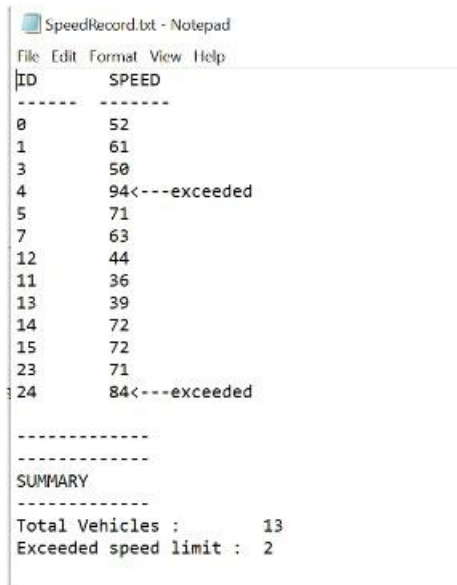 SpeedRecord.txt - Notepad
File Edit Format View Help
ID SPEED
------ -------
0 52
1 61
3 50
4 94<---exceeded
5 71
7 63
12 44
11 36
13 39
14 72
15 72
23 71
24 84<---exceeded
-------------
-------------
SUMMARY
-------------
Total Vehicles : 13
Exceeded speed limit : 2